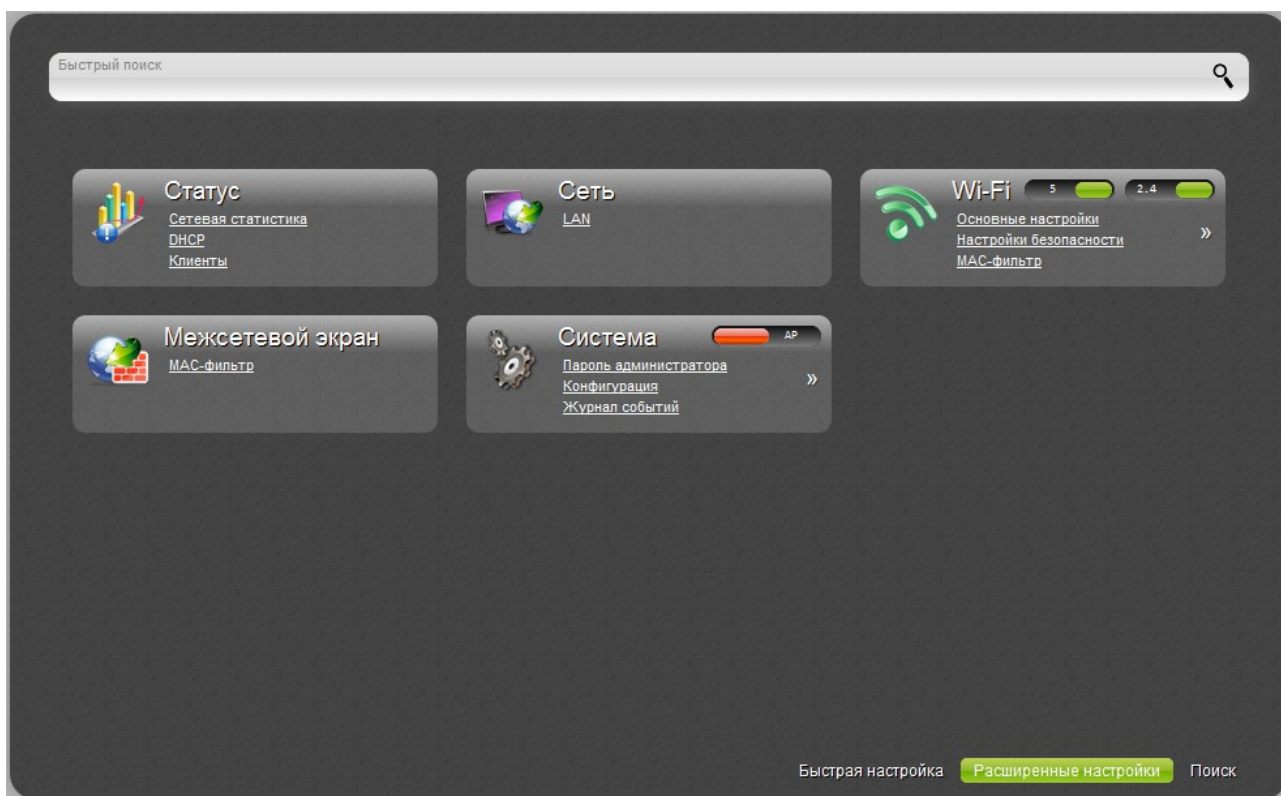 Быстрый поиск
Статус
Сетевая статистика
DHCP
Клиенты
Сеть
LAN
Wi-Fi 5 2.4
Основные настройки
Настройки безопасности
MAC-фильтр
»
Межсетевой экран
MAC-фильтр
Система AP
Пароль администратора
Конфигурация
Журнал событий
»
Быстрая настройка Расширенные настройки Поиск